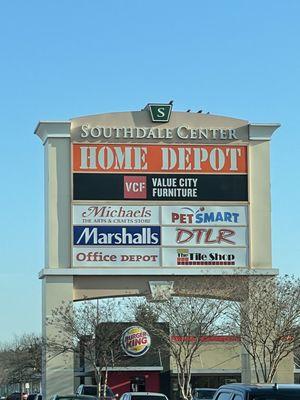 S
SOUTHDALE CENTER
HOME DEPOT
VCF VALUE CITY
FURNITURE
Michaels
THE ARTS & CRAFTS STORE
PETSMART
Marshalls
DTLR
Office DEPOT
The Tile Shop
BURGER
KING